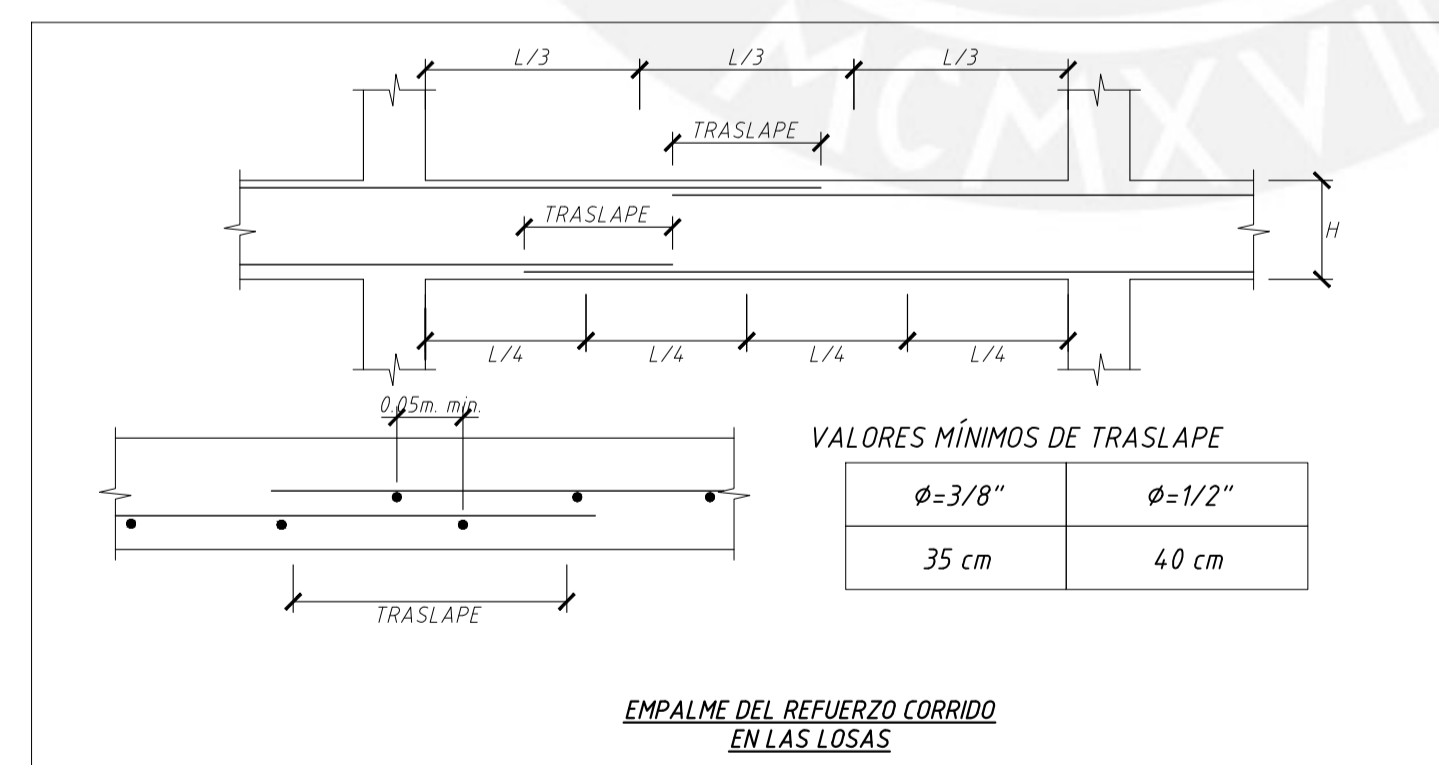 MCMXVII
L/3 L/3 L/3
TRASLAPE
TRASLAPE
H
L/4 L/4 L/4 L/4
0.05m. min.
VALORES MÍNIMOS DE TRASLAPE
Ø=3/8" Ø=1/2"
35 cm 40 cm
TRASLAPE
EMPALME DEL REFUERZO CORRIDO
EN LAS LOSAS